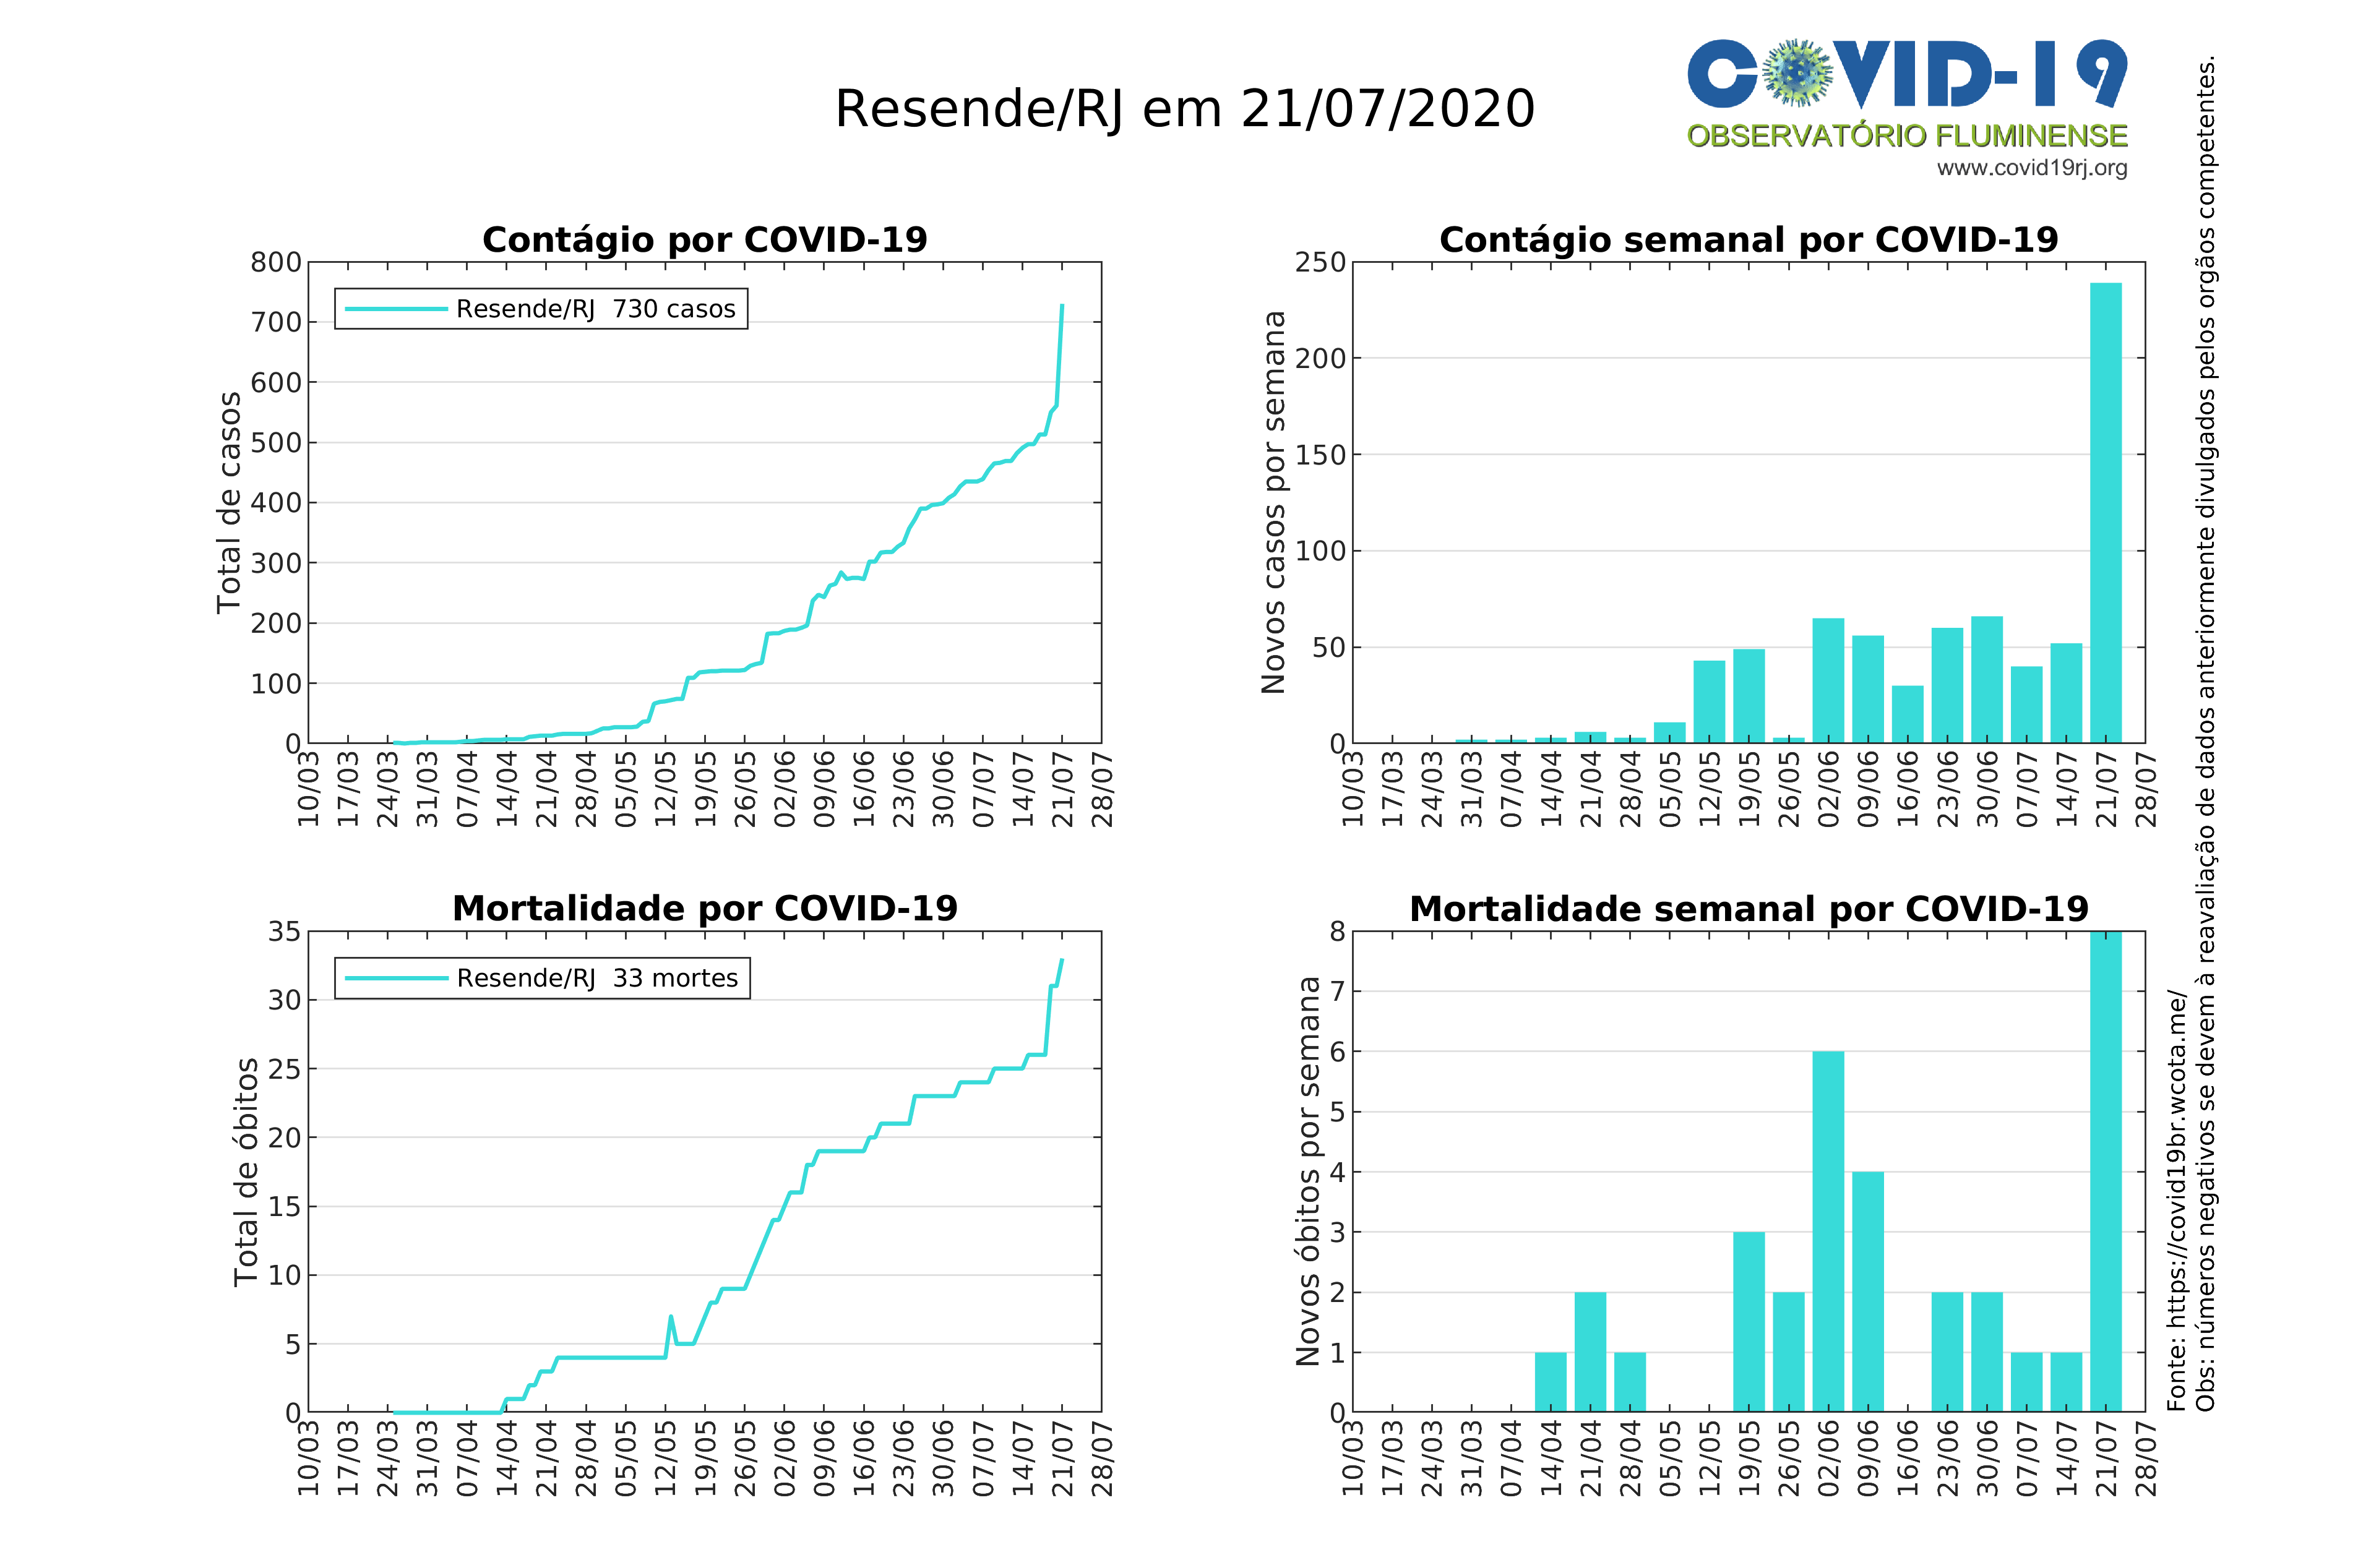 Resende/RJ em 21/07/2020
COVID-19
OBSERVATÓRIO FLUMINENSE
www.covid19rj.org
Contágio por COVID-19
Total de casos
800
700
600
500
400
300
200
100
0
Resende/RJ 730 casos
10/03 17/03 24/03 31/03 07/04 14/04 21/04 28/04 05/05 12/05 19/05 26/05 02/06 09/06 16/06 23/06 30/06 07/07 14/07 21/07 28/07
Contágio semanal por COVID-19
Novos casos por semana
250
200
150
100
50
0
10/03 17/03 24/03 31/03 07/04 14/04 21/04 28/04 05/05 12/05 19/05 26/05 02/06 09/06 16/06 23/06 30/06 07/07 14/07 21/07 28/07
Mortalidade por COVID-19
Total de óbitos
35
30
25
20
15
10
5
0
Resende/RJ 33 mortes
10/03 17/03 24/03 31/03 07/04 14/04 21/04 28/04 05/05 12/05 19/05 26/05 02/06 09/06 16/06 23/06 30/06 07/07 14/07 21/07 28/07
Mortalidade semanal por COVID-19
Novos óbitos por semana
8
7
6
5
4
3
2
1
0
10/03 17/03 24/03 31/03 07/04 14/04 21/04 28/04 05/05 12/05 19/05 26/05 02/06 09/06 16/06 23/06 30/06 07/07 14/07 21/07 28/07
Fonte: https://covid19br.wcota.me/
Obs: números negativos se devem à reavaliação de dados anteriormente divulgados pelos orgãos competentes.